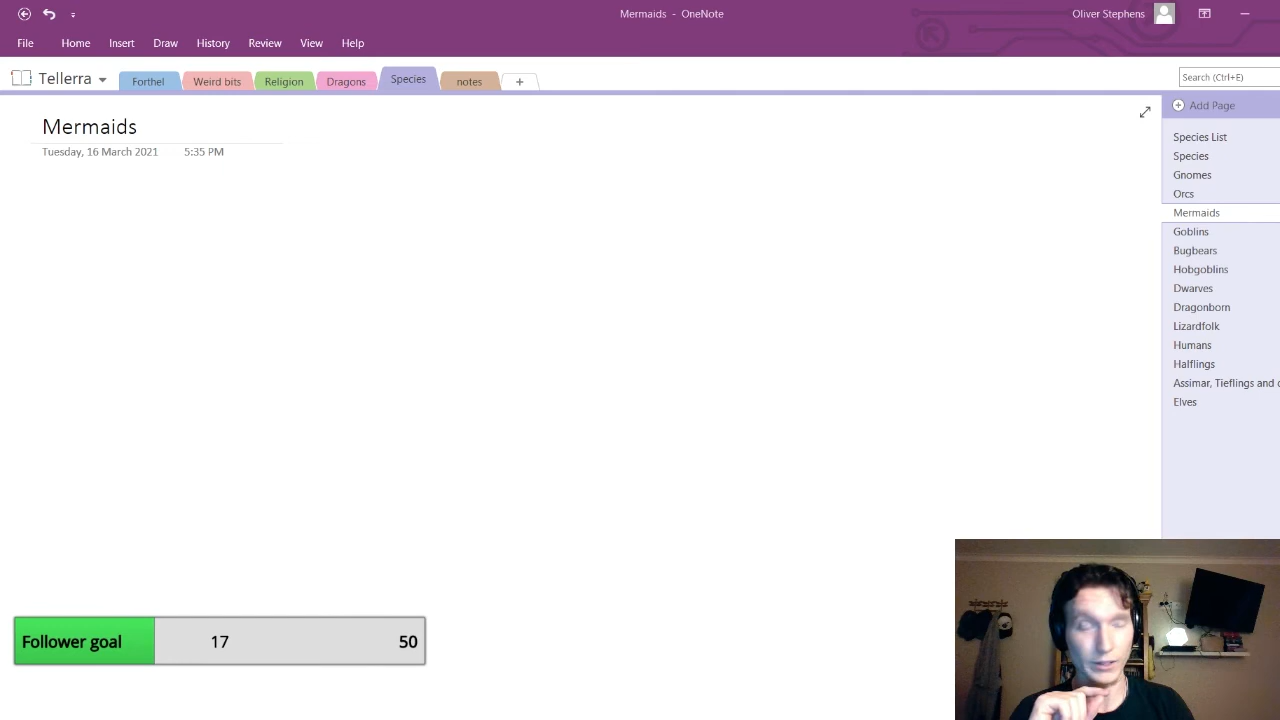 Mermaids - OneNote
Oliver Stephens
File Home Insert Draw History Review View Help
Tellerra Forthel Weird bits Religion Dragons Species notes +
Search (Ctrl+E)
Mermaids
Tuesday, 16 March 2021 5:35 PM
Add Page
Species List
Species
Gnomes
Orcs
Mermaids
Goblins
Bugbears
Hobgoblins
Dwarves
Dragonborn
Lizardfolk
Humans
Halflings
Assimar, Tieflings and
Elves
Follower goal 17 50